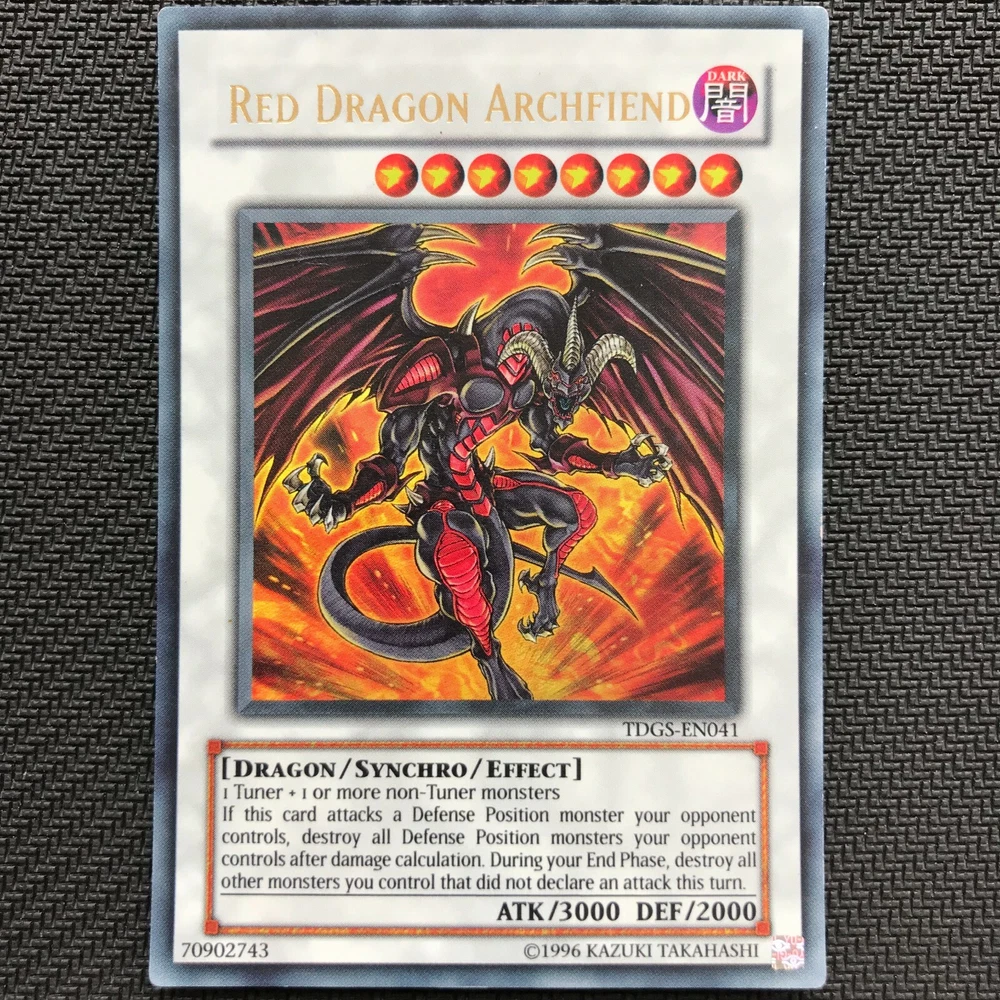 RED DRAGON ARCHFIEND
DARK
闇
TDGS-EN041
[DRAGON/SYNCHRO/EFFECT]
1 Tuner + 1 or more non-Tuner monsters
If this card attacks a Defense Position monster your opponent
controls, destroy all Defense Position monsters your opponent
controls after damage calculation. During your End Phase, destroy all
other monsters you control that did not declare an attack this turn.
ATK/3000 DEF/2000
70902743
©1996 KAZUKI TAKAHASHI